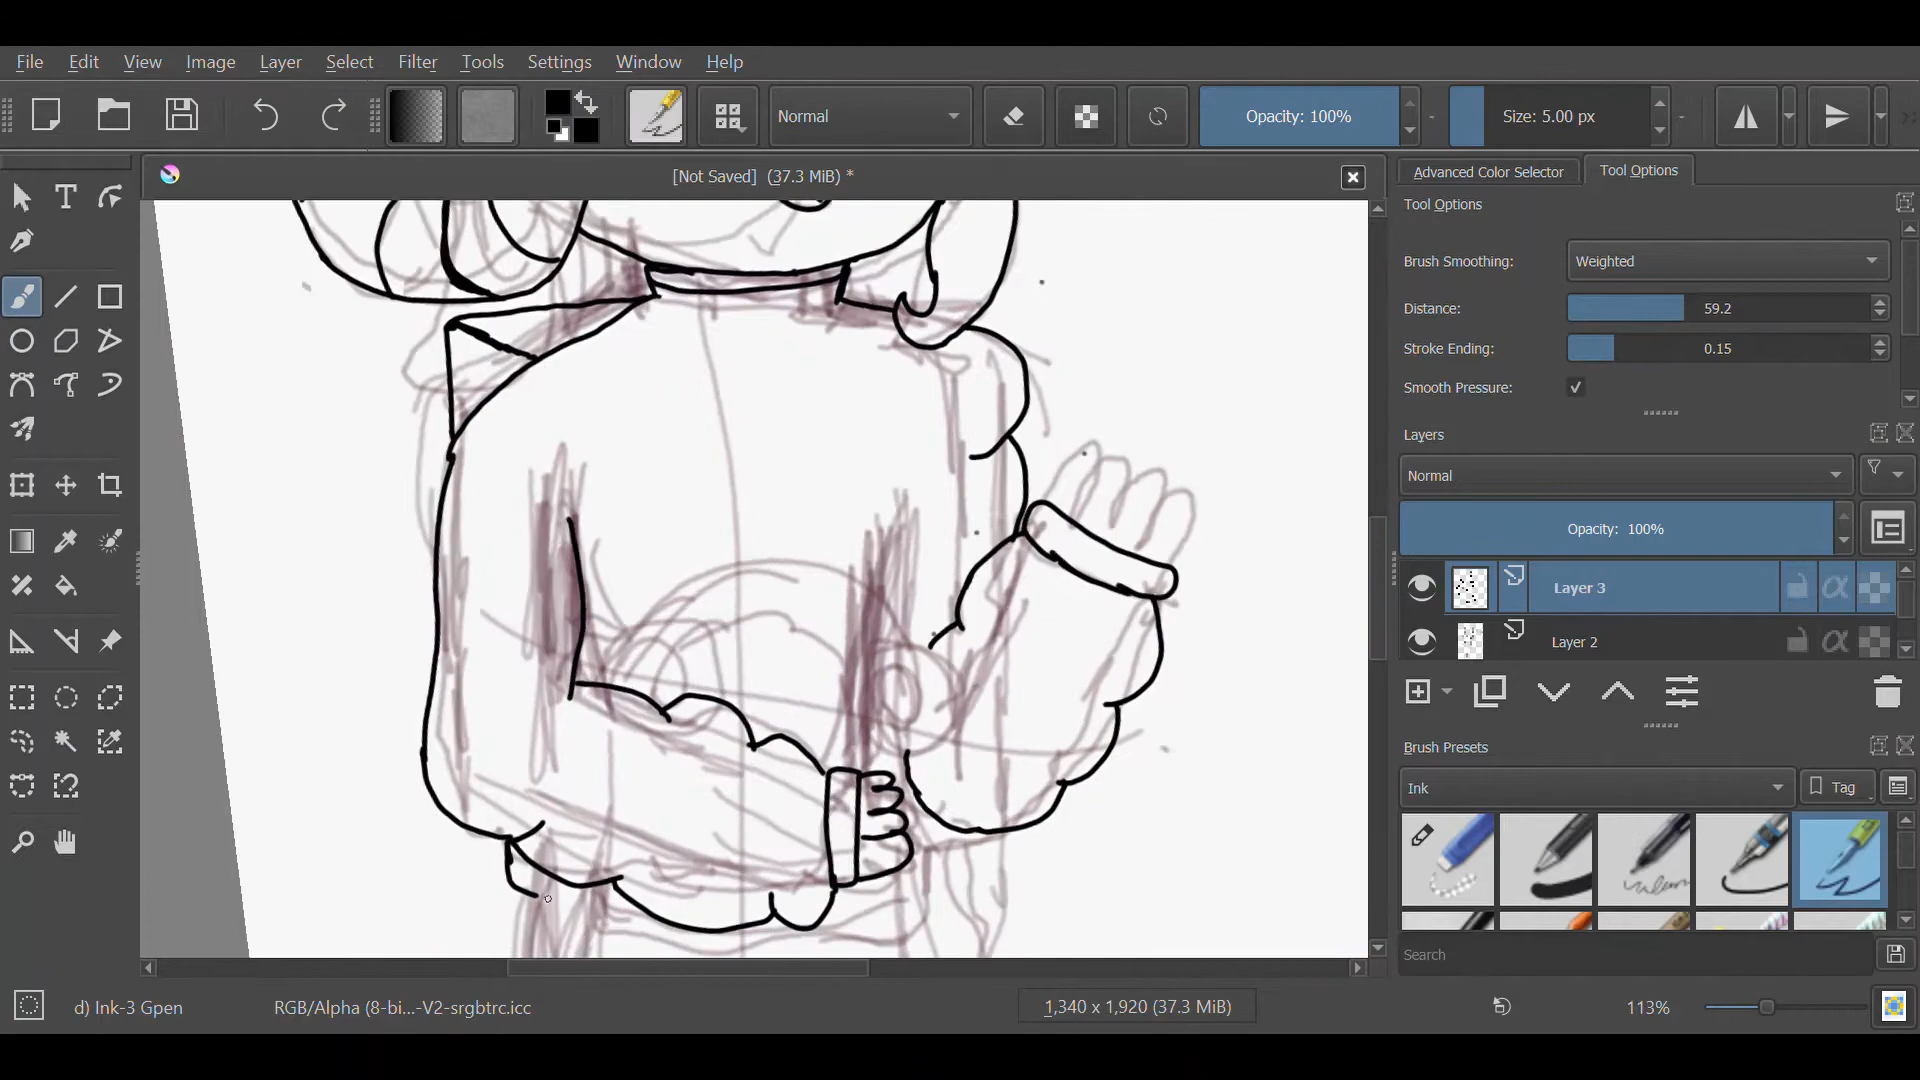 File Edit View Image Layer Select Filter Tools Settings Window Help
Normal Opacity: 100% Size: 5.00 px
[Not Saved] (37.3 MiB) *
Advanced Color Selector Tool Options
Tool Options
Brush Smoothing: Weighted
Distance: 59.2
Stroke Ending: 0.15
Smooth Pressure:
Layers
Normal
Opacity: 100%
Layer 3
Layer 2
Brush Presets
Ink Tag
Search
d) Ink-3 Gpen RGB/Alpha (8-bi...-V2-srgbtrc.icc 1,340 x 1,920 (37.3 MiB) 113%